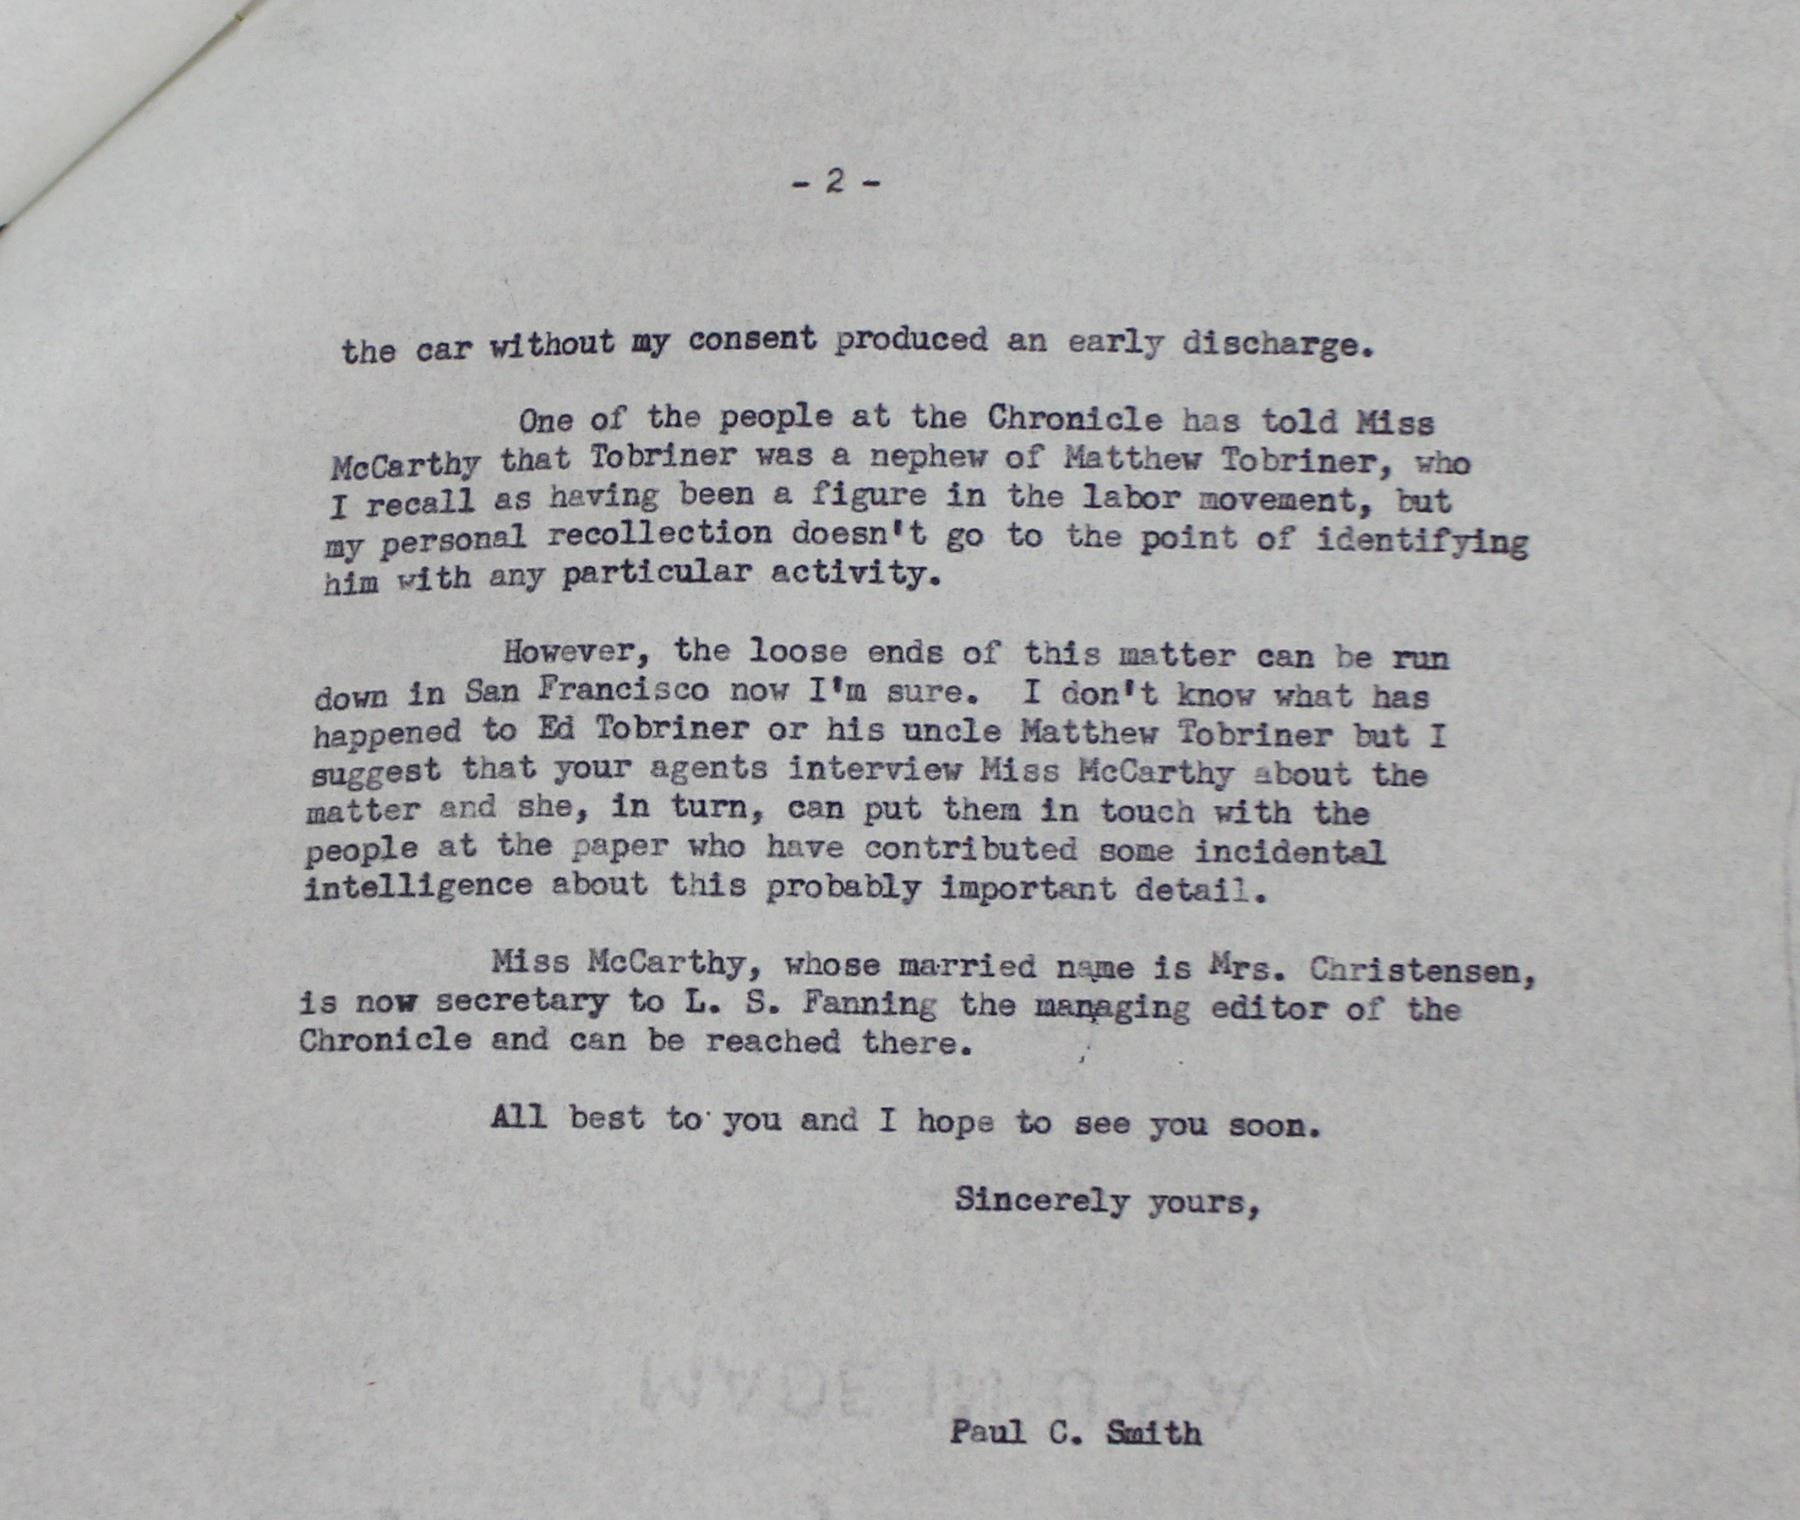 - 2 -
the car without my consent produced an early discharge.
One of the people at the Chronicle has told Miss
McCarthy that Tobriner was a nephew of Matthew Tobriner, who
I recall as having been a figure in the labor movement, but
my personal recollection doesn't go to the point of identifying
him with any particular activity.
However, the loose ends of this matter can be run
down in San Francisco now I'm sure. I don't know what has
happened to Ed Tobriner or his uncle Matthew Tobriner but I
suggest that your agents interview Miss McCarthy about the
matter and she, in turn, can put them in touch with the
people at the paper who have contributed some incidental
intelligence about this probably important detail.
Miss McCarthy, whose married name is Mrs. Christensen,
is now secretary to L. S. Fanning the managing editor of the
Chronicle and can be reached there.
All best to you and I hope to see you soon.
Sincerely yours,
MADE IN U S A
Paul C. Smith